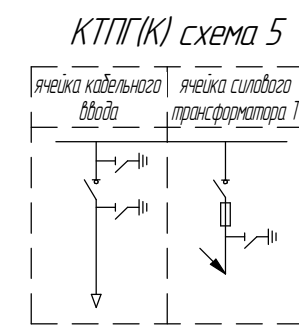 КТПГ(К) схема 5
ячейка кабельного
ввода
ячейка силового
трансформатора Т